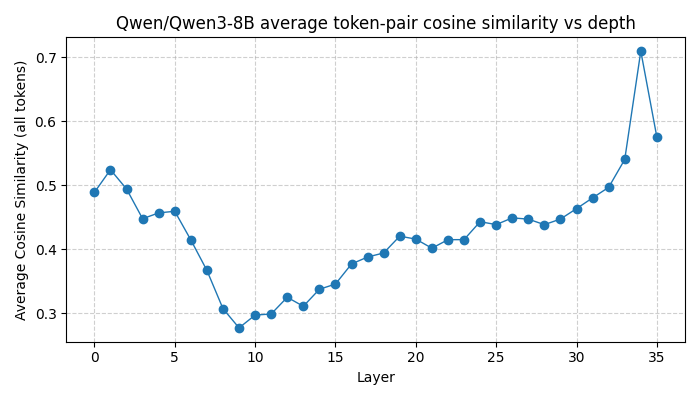 Qwen/Qwen3-8B average token-pair cosine similarity vs depth
Average Cosine Similarity (all tokens)
0.7
0.6
0.5
0.4
0.3
0 5 10 15 20 25 30 35
Layer